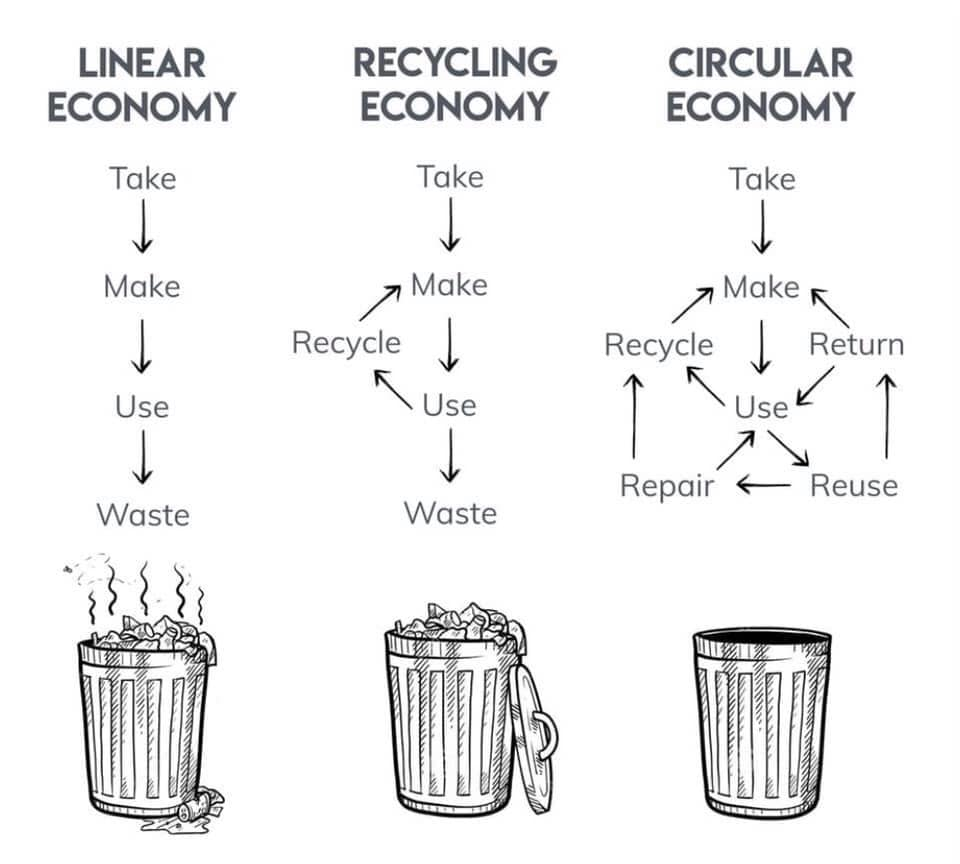 LINEAR
ECONOMY
Take
Make
Use
Waste
RECYCLING
ECONOMY
Take
Make
Recycle
Use
Waste
CIRCULAR
ECONOMY
Take
Make
Recycle
Return
Use
Repair
Reuse